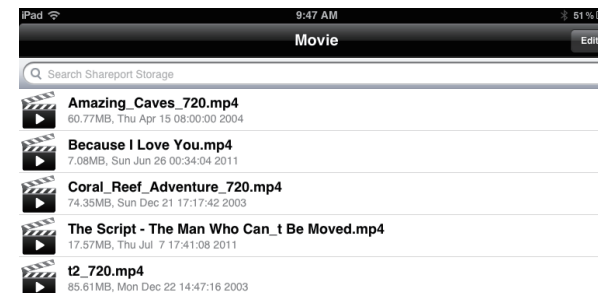 iPad 9:47 AM 51%
Movie
Edit
Search Shareport Storage
Amazing_Caves_720.mp4
60.77MB, Thu Apr 15 08:00:00 2004
Because I Love You.mp4
7.08MB, Sun Jun 26 00:34:04 2011
Coral_Reef_Adventure_720.mp4
74.35MB, Sun Dec 21 17:17:42 2003
The Script - The Man Who Can_t Be Moved.mp4
17.57MB, Thu Jul 7 17:41:08 2011
t2_720.mp4
85.61MB, Mon Dec 22 14:47:16 2003